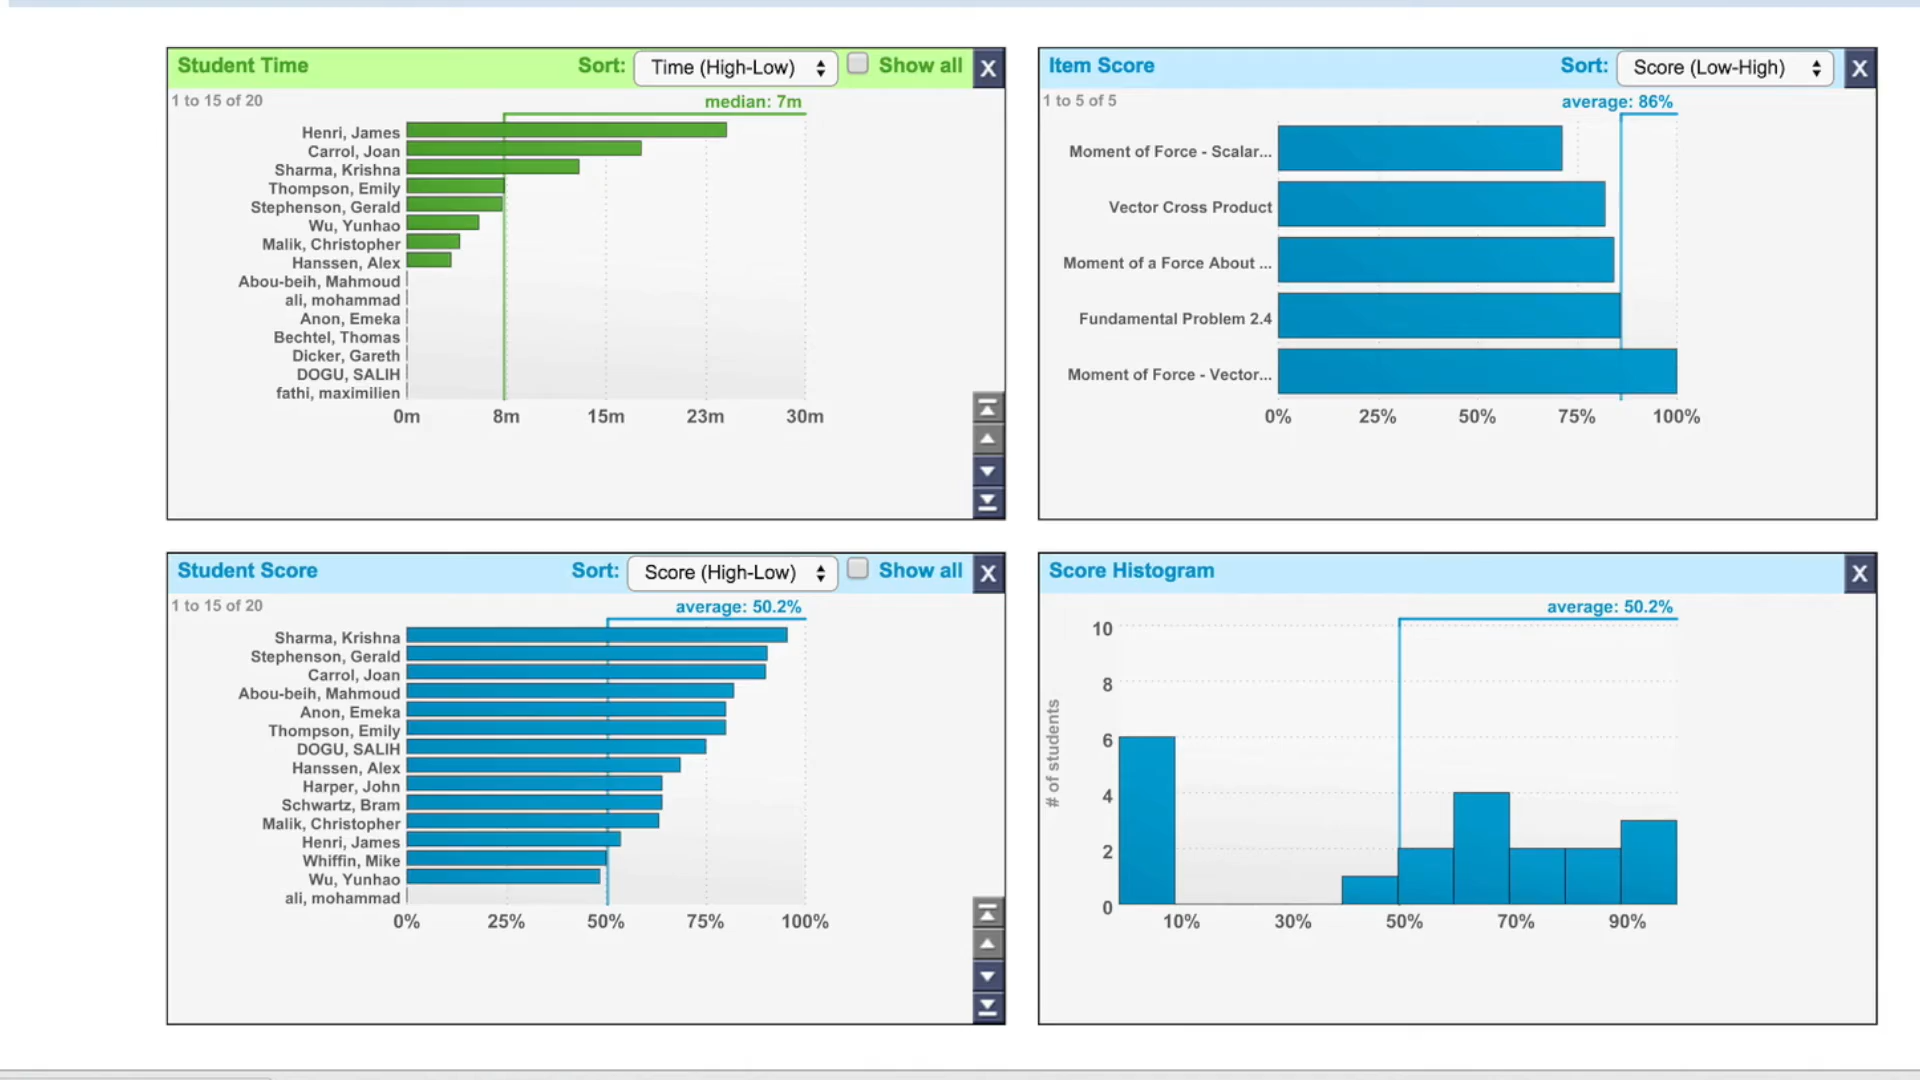 Student Time Sort: Time (High-Low) Show all X
1 to 15 of 20
median: 7m
Henri, James
Carrol, Joan
Sharma, Krishna
Thompson, Emily
Stephenson, Gerald
Wu, Yunhao
Malik, Christopher
Hanssen, Alex
Abou-beih, Mahmoud
ali, mohammad
Anon, Emeka
Bechtel, Thomas
Dicker, Gareth
DOGU, SALIH
fathi, maximilien
0m 8m 15m 23m 30m
Item Score Sort: Score (Low-High) X
1 to 5 of 5
average: 86%
Moment of Force - Scalar...
Vector Cross Product
Moment of a Force About ...
Fundamental Problem 2.4
Moment of Force - Vector...
0% 25% 50% 75% 100%
Student Score Sort: Score (High-Low) Show all X
1 to 15 of 20
average: 50.2%
Sharma, Krishna
Stephenson, Gerald
Carrol, Joan
Abou-beih, Mahmoud
Anon, Emeka
Thompson, Emily
DOGU, SALIH
Hanssen, Alex
Harper, John
Schwartz, Bram
Malik, Christopher
Henri, James
Whiffin, Mike
Wu, Yunhao
ali, mohammad
0% 25% 50% 75% 100%
Score Histogram X
average: 50.2%
# of students
10
8
6
4
2
0
10% 30% 50% 70% 90%